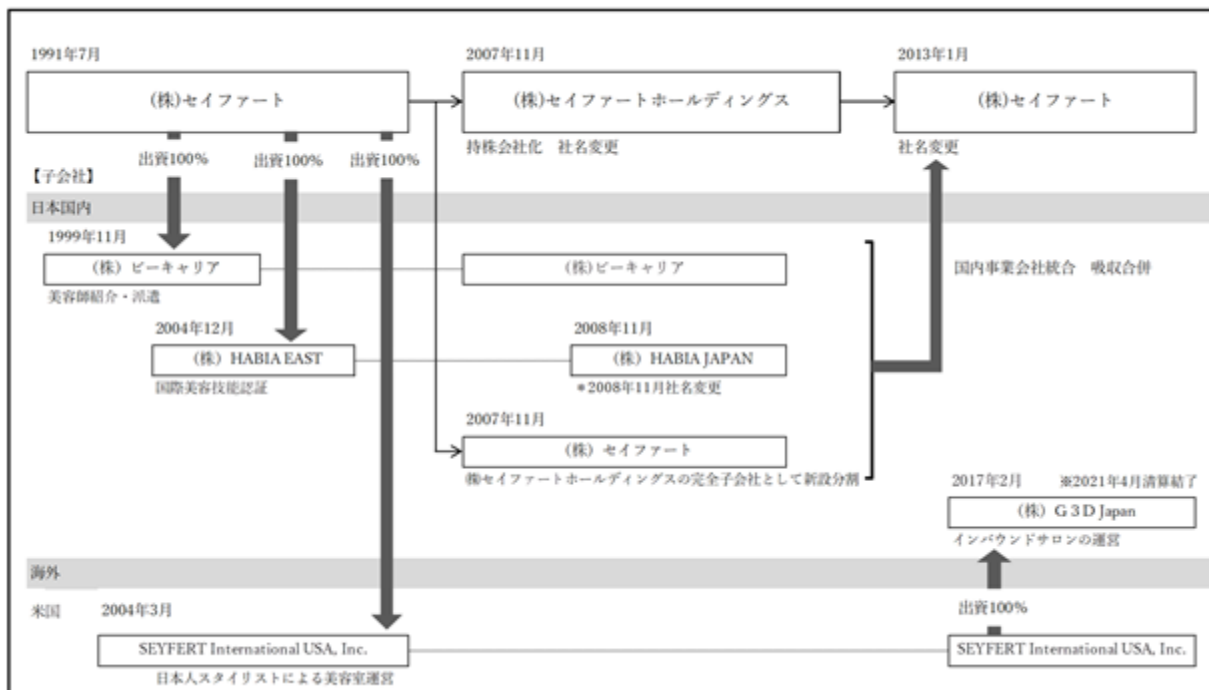 1991年7月
2007年11月
2013年1月
(株)セイファート
(株)セイファートホールディングス
(株)セイファート
持株会社化　社名変更
社名変更
出資100%
出資100%
出資100%
【子会社】
日本国内
1999年11月
(株) ビーキャリア
(株)ビーキャリア
国内事業会社統合　吸収合併
美容師紹介・派遣
2004年12月
2008年11月
(株) HABIA EAST
(株) HABIA JAPAN
国際美容技能認証
＊2008年11月社名変更
2007年11月
(株) セイファート
㈱セイファートホールディングスの完全子会社として新設分割
2017年2月　※2021年4月清算結了
(株) G 3 D Japan
インバウンドサロンの運営
海外
米国
2004年3月
出資100%
SEYFERT International USA, Inc.
SEYFERT International USA, Inc.
日本人スタイリストによる美容室運営